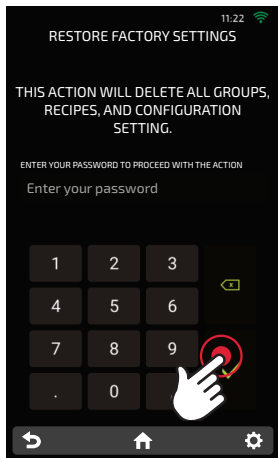 11:22
RESTORE FACTORY SETTINGS
THIS ACTION WILL DELETE ALL GROUPS,
RECIPES, AND CONFIGURATION
SETTING.
ENTER YOUR PASSWORD TO PROCEED WITH THE ACTION
Enter your password
1 2 3
4 5 6
7 8 9
. 0